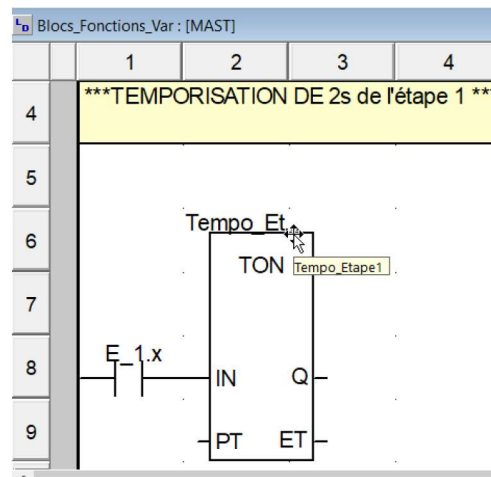 LD Blocs_Fonctions_Var : [MAST]
1 2 3 4
4 ***TEMPORISATION DE 2s de l'étape 1 **
5
Tempo_Et..
6
TON Tempo_Etape1
7
E_1.x
8 IN Q
9 PT ET